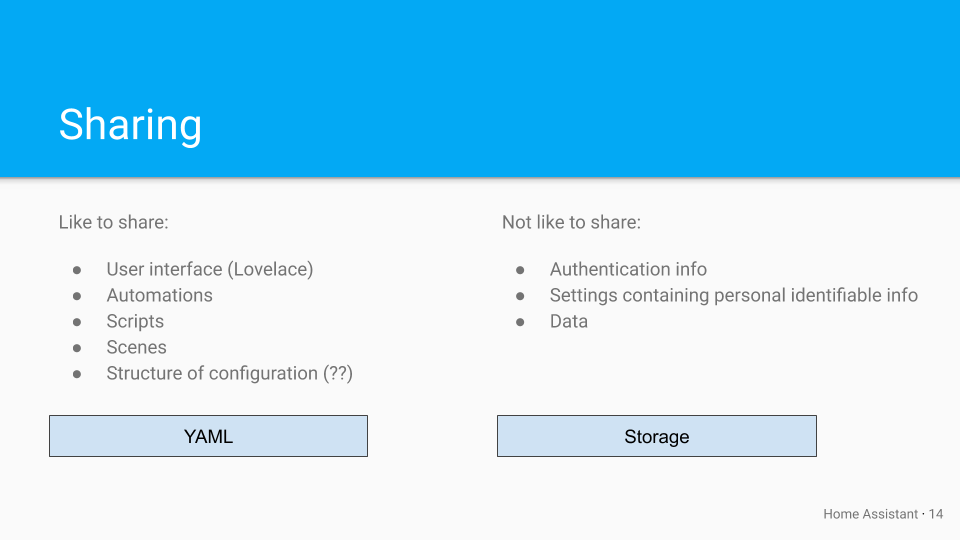 Sharing
Like to share:
● User interface (Lovelace)
● Automations
● Scripts
● Scenes
● Structure of configuration (??)
YAML
Not like to share:
● Authentication info
● Settings containing personal identifiable info
● Data
Storage
Home Assistant · 14